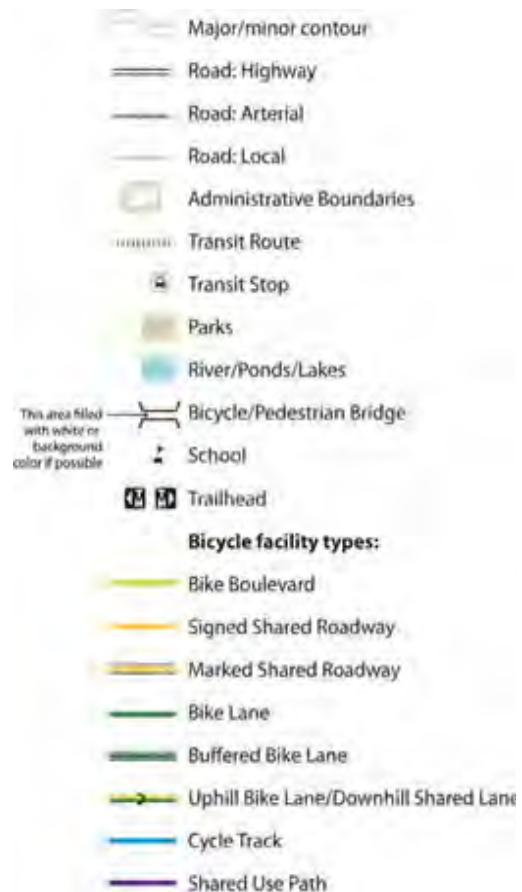 Major/minor contour
Road: Highway
Road: Arterial
Road: Local
Administrative Boundaries
Transit Route
Transit Stop
Parks
River/Ponds/Lakes
This area filled
with white or
background
color if possible
Bicycle/Pedestrian Bridge
School
Trailhead
Bicycle facility types:
Bike Boulevard
Signed Shared Roadway
Marked Shared Roadway
Bike Lane
Buffered Bike Lane
Uphill Bike Lane/Downhill Shared Lane
Cycle Track
Shared Use Path